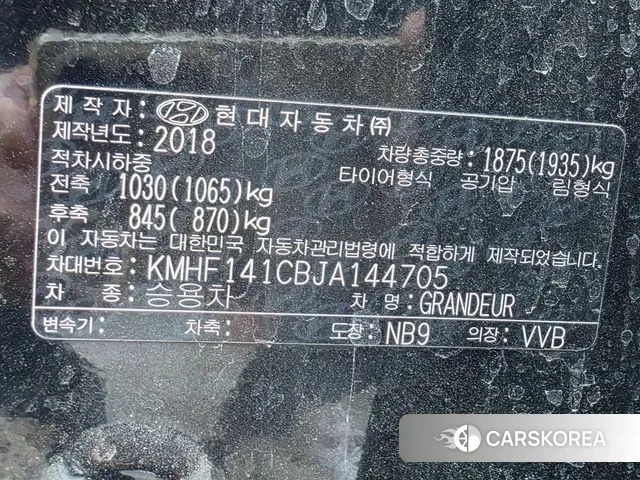 제 작 자 : 현대자동차㈜
제작년도 : 2018 차량총중량 : 1875(1935)kg
적차시하중 타이어형식 공기압 림형식
전축 1030(1065)kg
후축 845( 870)kg
이 자동차는 대한민국 자동차관리법령에 적합하게 제작되었습니다
차대번호 : KMHF141CBJA144705
차 종 : 승용차 차 명 : GRANDEUR
변속기 : 차축 : 도장 : NB9 의장 : VVB
CARSKOREA